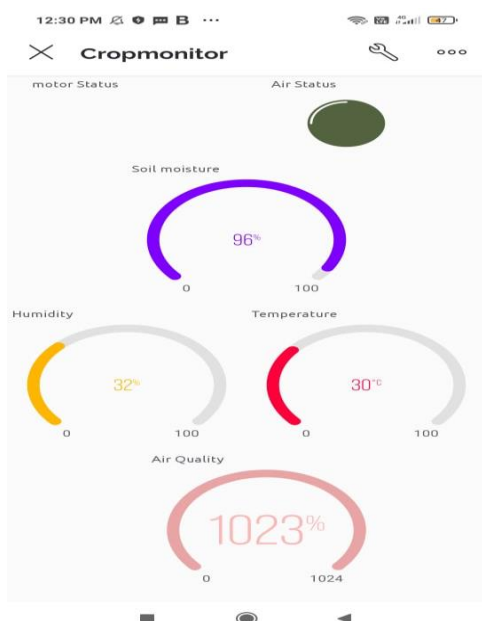 12:30 PM B ...
47
Cropmonitor
motor Status Air Status
Soil moisture
96%
0 100
Humidity Temperature
32% 30°C
0 100 0 100
Air Quality
1023%
0 1024